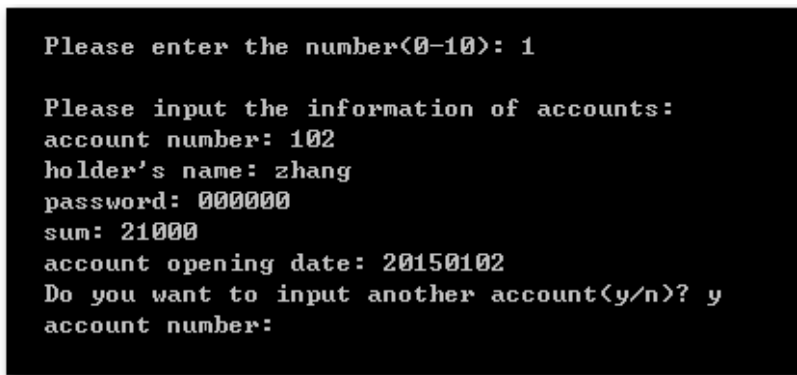 Please enter the number(0-10): 1
Please input the information of accounts:
account number: 102
holder's name: zhang
password: 000000
sum: 21000
account opening date: 20150102
Do you want to input another account(y/n)? y
account number: